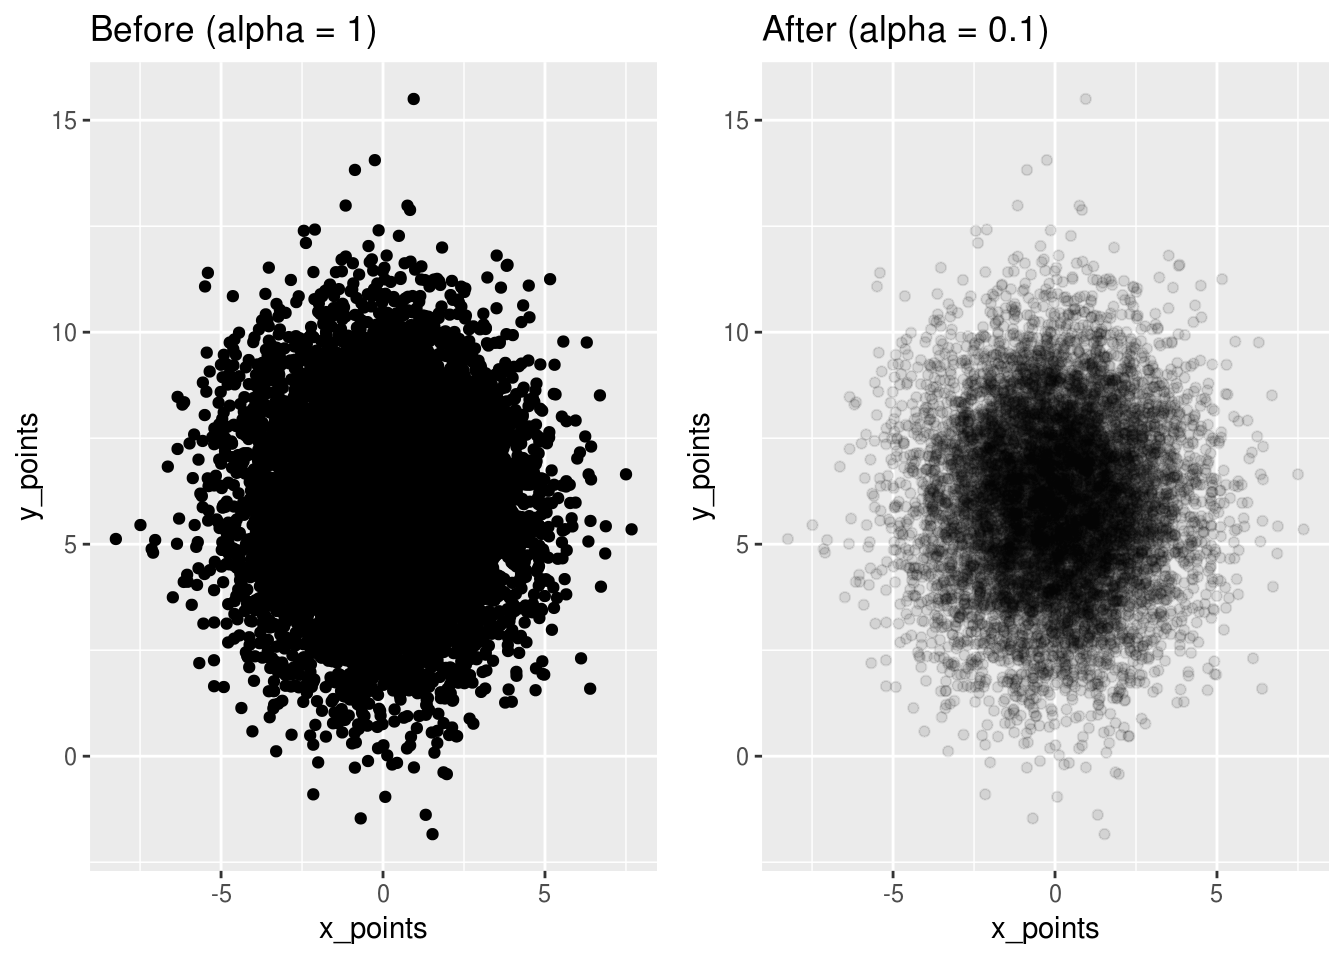 Before (alpha = 1)
15
10
5
0
y_points
-5
0
5
x_points
After (alpha = 0.1)
15
10
5
0
y_points
-5
0
5
x_points